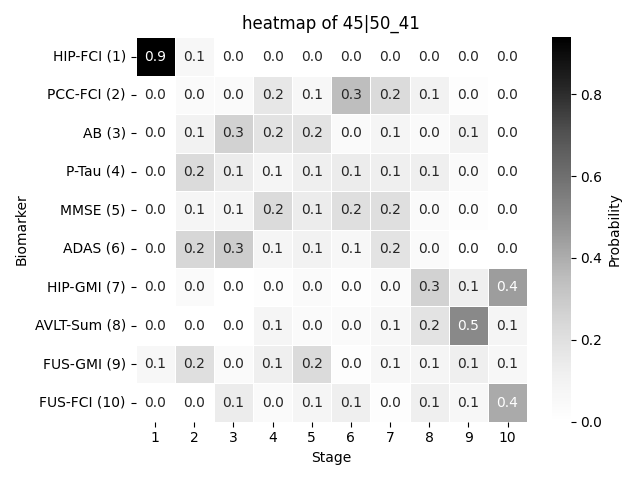 heatmap of 45|50_41
HIP-FCI (1) 0.9 0.1 0.0 0.0 0.0 0.0 0.0 0.0 0.0 0.0
PCC-FCI (2) 0.0 0.0 0.0 0.2 0.1 0.3 0.2 0.1 0.0 0.0
AB (3) 0.0 0.1 0.3 0.2 0.2 0.0 0.1 0.0 0.1 0.0
P-Tau (4) 0.0 0.2 0.1 0.1 0.1 0.1 0.1 0.1 0.0 0.0
MMSE (5) 0.0 0.1 0.1 0.2 0.1 0.2 0.2 0.0 0.0 0.0
ADAS (6) 0.0 0.2 0.3 0.1 0.1 0.1 0.2 0.0 0.0 0.0
HIP-GMI (7) 0.0 0.0 0.0 0.0 0.0 0.0 0.0 0.3 0.1 0.4
AVLT-Sum (8) 0.0 0.0 0.0 0.1 0.0 0.0 0.1 0.2 0.5 0.1
FUS-GMI (9) 0.1 0.2 0.0 0.1 0.2 0.0 0.1 0.1 0.1 0.1
FUS-FCI (10) 0.0 0.0 0.1 0.0 0.1 0.1 0.0 0.1 0.1 0.4
1 2 3 4 5 6 7 8 9 10
Stage
Biomarker
0.8
0.6
0.4
0.2
0.0
Probability